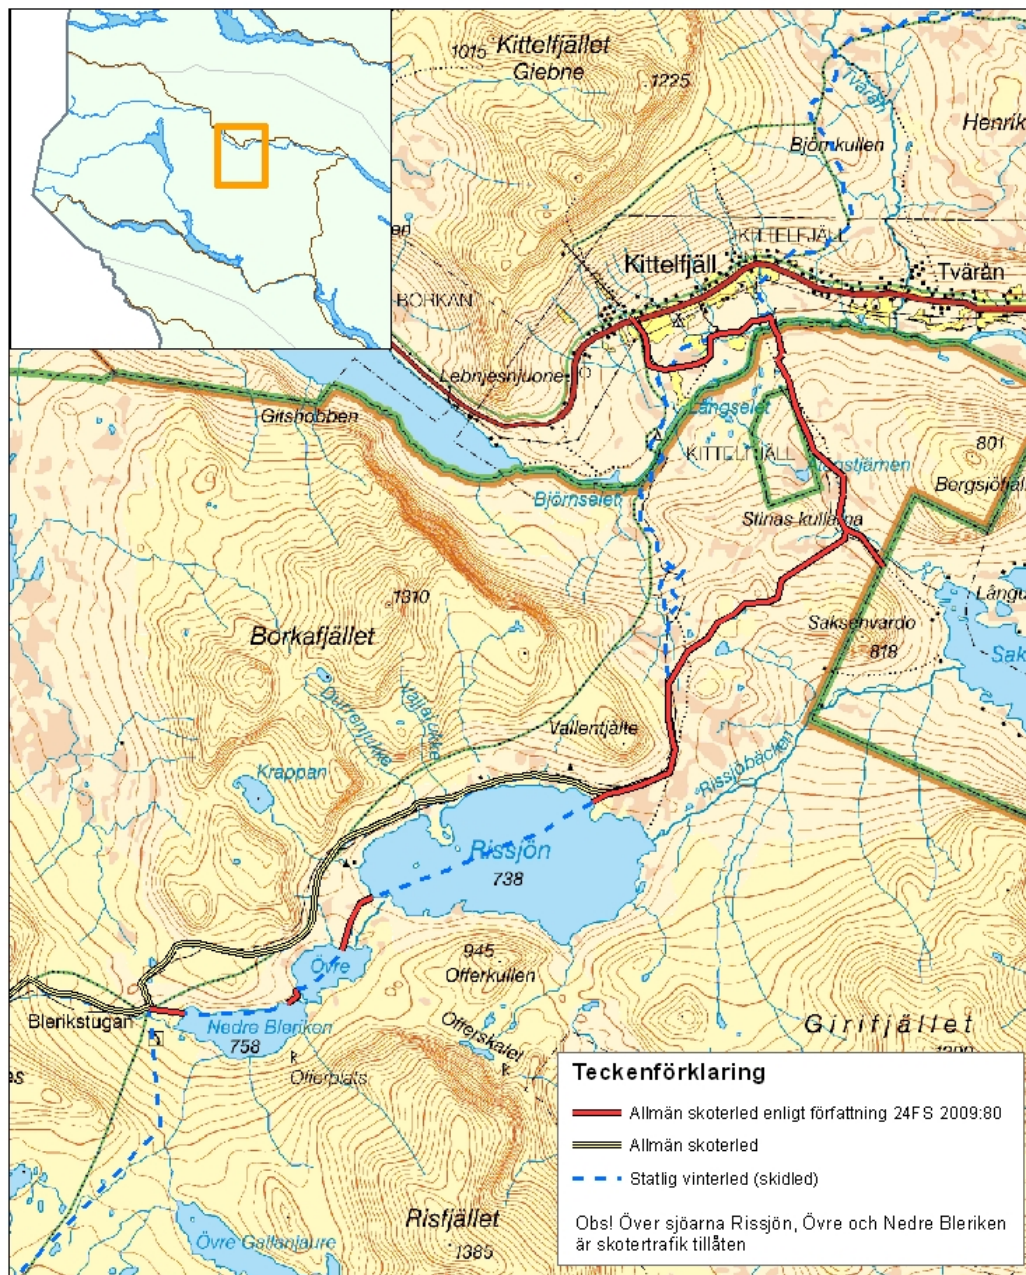 1015
Kittelfjället
Giebne
1225
Tvärån
Björnkullen
Henrik
KITTELFJÄLL
Kittelfjäll
Tvärån
BORKAN
Gitshobben
Långselet
KITTELFJÄLL
801
Björnselet
Stinas kullarna
1310
Borkafjället
Saksenvardo
818
Sak
Vallentjälte
Krappan
Rissjöbäcken
Rissjön
738
945
Offerkullen
Övre
Blerikstugan
Nedre Bleriken
758
Offerplats
Offerskalet
Girifjället
Risfjället
1385
Övre Gallanjaure
Teckenförklaring
Allmän skoterled enligt författning 24FS 2009:80
Allmän skoterled
Statlig vinterled (skidled)
Obs! Över sjöarna Rissjön, Övre och Nedre Bleriken
är skotertrafik tillåten